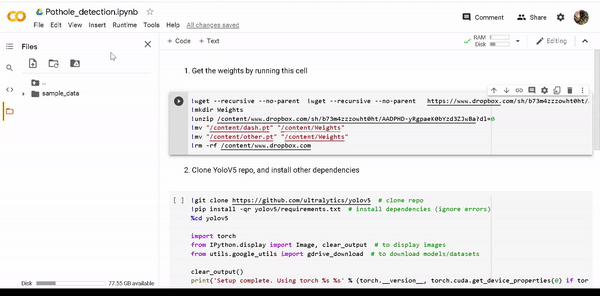 CO Pothole_detection.ipynb
File Edit View Insert Runtime Tools Help All changes saved
Comment Share
Files
+ Code + Text
RAM
Disk
Editing
..
sample_data
1. Get the weights by running this cell
!wget --recursive --no-parent !wget --recursive --no-parent https://www.dropbox.com/sh/b73m4zzzowht0ht/
!mkdir Weights
!unzip /content/www.dropbox.com/sh/b73m4zzzowht0ht/AADPHD-yRgpaeK0bYzd3ZJwBa?dl=0
!mv "/content/dash.pt" "/content/Weights"
!mv "/content/other.pt" "/content/Weights"
!rm -rf /content/www.dropbox.com
2. Clone YoloV5 repo, and install other dependencies
[ ] !git clone https://github.com/ultralytics/yolov5 # clone repo
!pip install -qr yolov5/requirements.txt # install dependencies (ignore errors)
%cd yolov5
import torch
from IPython.display import Image, clear_output # to display images
from utils.google_utils import gdrive_download # to download models/datasets
clear_output()
print('Setup complete. Using torch %s %s' % (torch.__version__, torch.cuda.get_device_properties(0) if tor
Disk 77.55 GB available